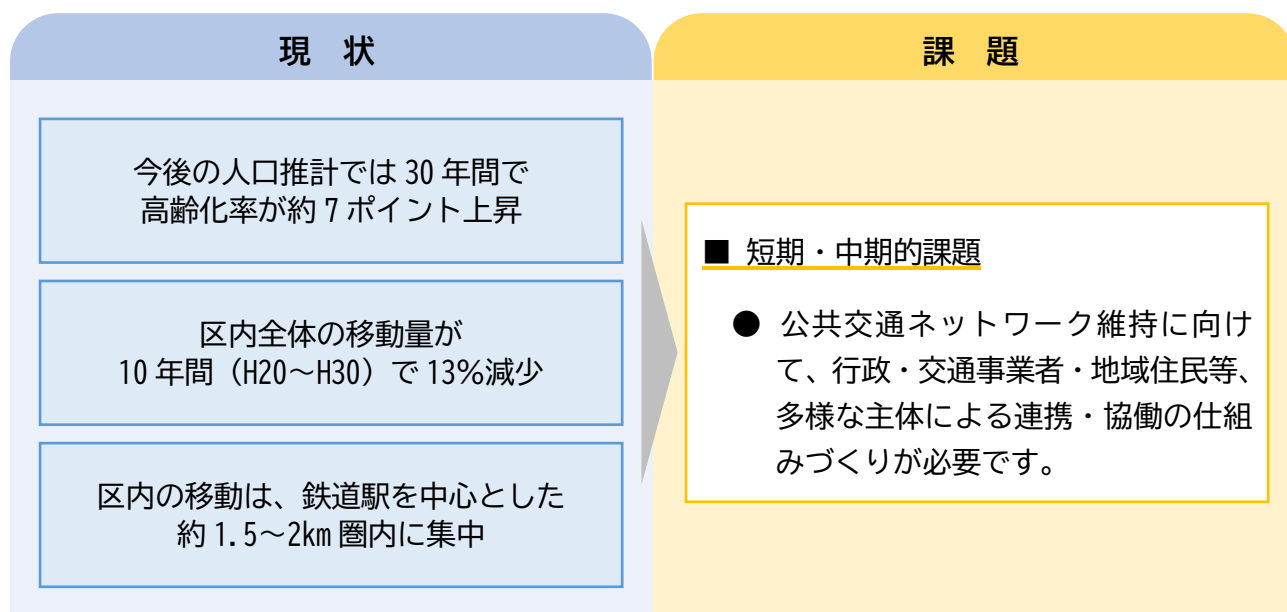 現　状
今後の人口推計では 30 年間で
高齢化率が約 7 ポイント上昇
区内全体の移動量が
10 年間（H20～H30）で 13%減少
区内の移動は、鉄道駅を中心とした
約 1.5～2km 圏内に集中
課　題
■ 短期・中期的課題
● 公共交通ネットワーク維持に向け
て、行政・交通事業者・地域住民等、
多様な主体による連携・協働の仕組
みづくりが必要です。